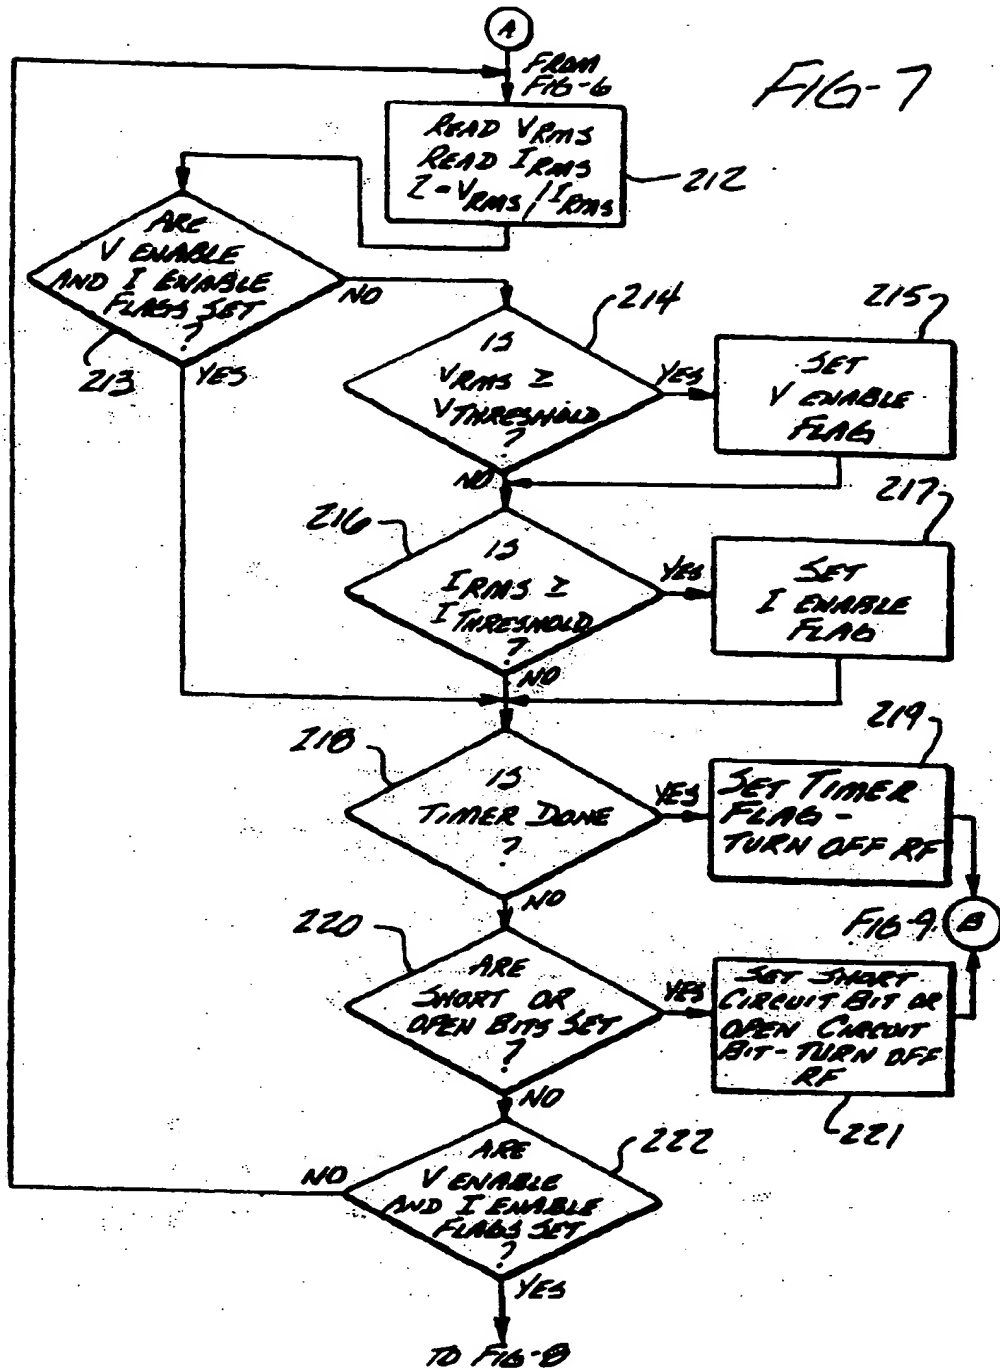 A
FROM
FIG-6
FIG-7
READ VRMS
READ IRMS
Z=VRMS/IRMS
212
ARE
V ENABLE
AND I ENABLE
FLAGS SET
?
213
NO
YES
214
IS
VRMS ≥
VTHRESHOLD
?
YES
NO
215
SET
V ENABLE
FLAG
216
IS
IRMS ≥
ITHRESHOLD
?
YES
NO
217
SET
I ENABLE
FLAG
218
IS
TIMER DONE
?
YES
NO
219
SET TIMER
FLAG-
TURN OFF RF
FIG-9
B
220
ARE
SHORT OR
OPEN BITS SET
?
YES
NO
SET SHORT
CIRCUIT BIT OR
OPEN CIRCUIT
BIT-TURN OFF
RF
221
222
ARE
V ENABLE
AND I ENABLE
FLAGS SET
?
NO
YES
TO FIG-8